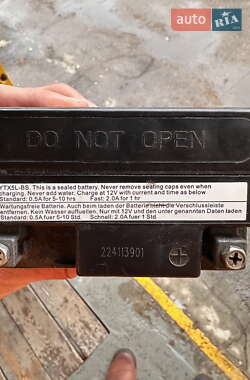 AUTO RIA
DO NOT OPEN
YTX5L-BS. This is a sealed battery, Never remove sealing caps even when
charging. Never add water. Charge at 12V with current and time as below
Standard: 0.5A for 5-10 hrs Fast: 2.0A for 1 hr
Wartungsfreie Batterie. Auch beim laden der Batterie nicht die Verschlussleiste
entfernen. Kein Wasser auffuellen. Nur mit 12V und den unter genannten Daten laden
Standard: 0.5A fuer 5-10 Std. Schnell: 2.0A fuer 1 Std
224113901